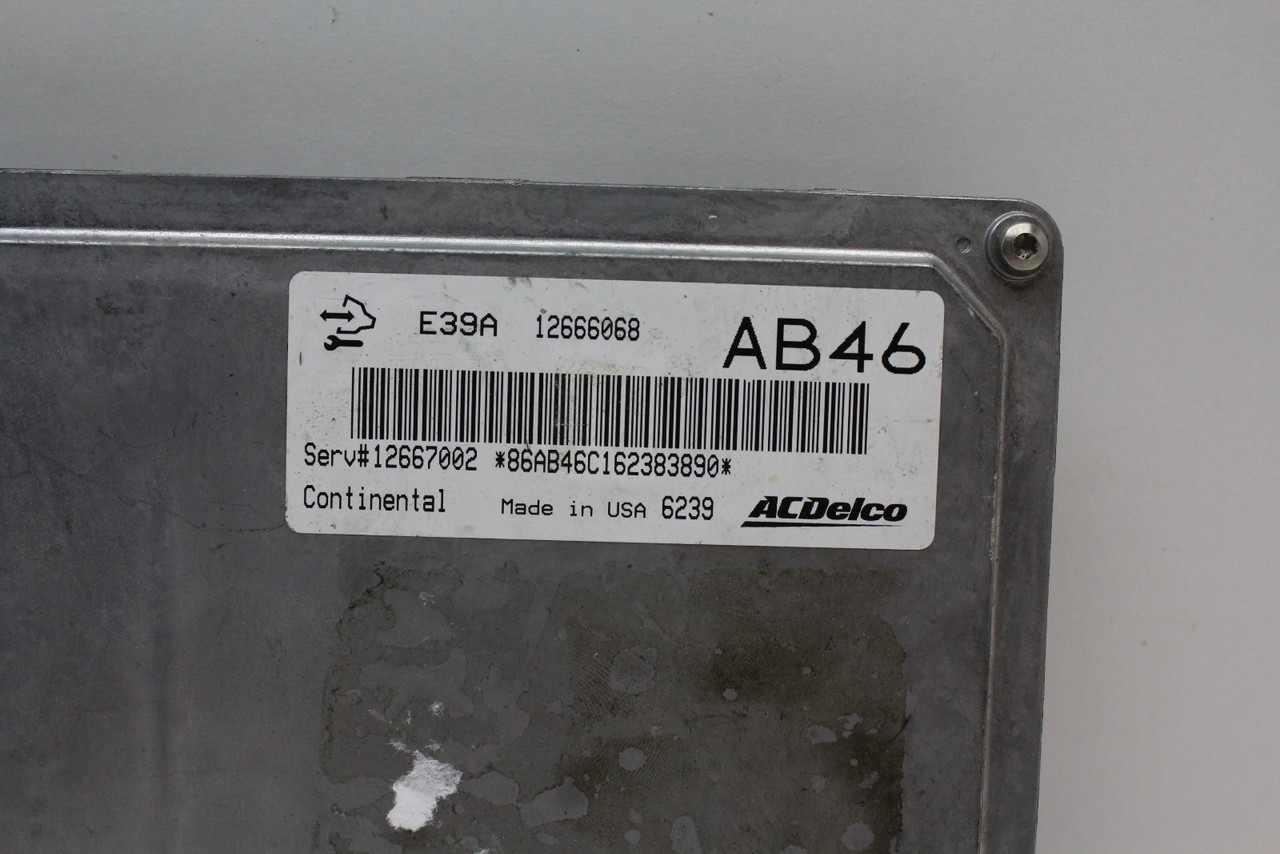 E39A 12666068 AB46
Serv#12667002 *86AB46C162383890*
Continental Made in USA 6239 ACDelco